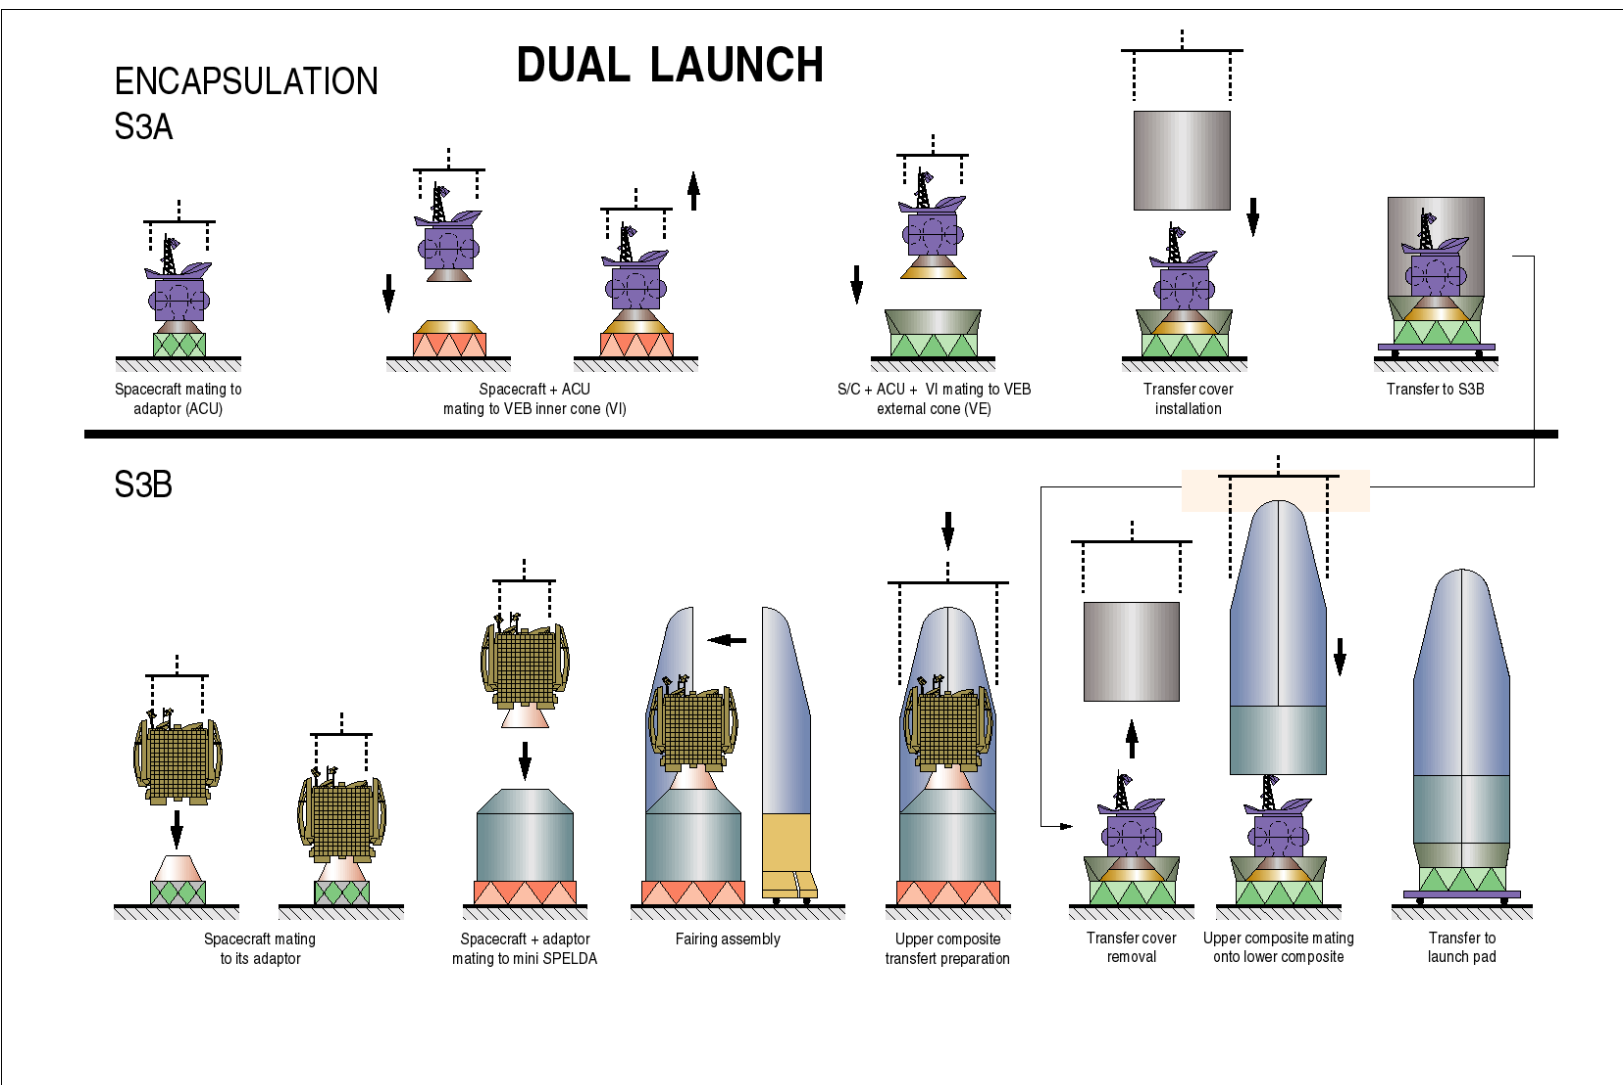 DUAL LAUNCH
ENCAPSULATION
S3A
Spacecraft mating to
adaptor (ACU)
Spacecraft + ACU
mating to VEB inner cone (VI)
S/C + ACU + VI mating to VEB
external cone (VE)
Transfer cover
installation
Transfer to S3B
S3B
Spacecraft mating
to its adaptor
Spacecraft + adaptor
mating to mini SPELDA
Fairing assembly
Upper composite
transfert preparation
Transfer cover
removal
Upper composite mating
onto lower composite
Transfer to
launch pad